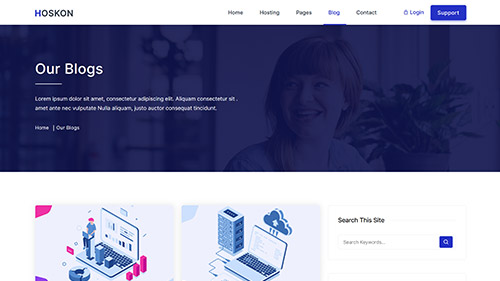 HOSKON
Home Hosting Pages Blog Contact Login Support
Our Blogs
Lorem ipsum dolor sit amet, consectetur adipiscing elit. Aliquam consectetur sit .
amet ante nec vulputate Nulla aliquam, justo auctor consequat tincidunt.
Home | Our Blogs
Search This Site
Search Keywords...